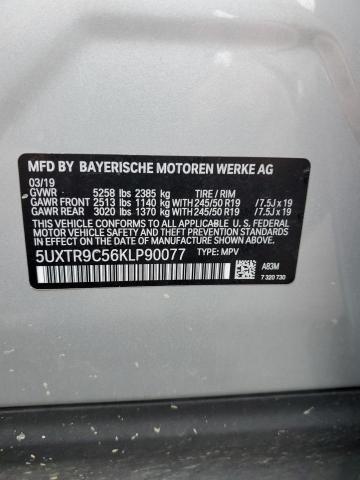 MFD BY BAYERISCHE MOTOREN WERKE AG
03/19
GVWR 5258 lbs 2385 kg TIRE / RIM
GAWR FRONT 2513 lbs 1140 kg WITH 245/50 R19 /7.5J x 19
GAWR REAR 3020 lbs 1370 kg WITH 245/50 R19 /7.5J x 19
THIS VEHICLE CONFORMS TO ALL APPLICABLE U.S. FEDERAL
MOTOR VEHICLE SAFETY, BUMPER, AND THEFT PREVENTION
STANDARDS IN EFFECT ON THE DATE OF MANUFACTURE SHOWN ABOVE.
5UXTR9C56KLP90077 TYPE: MPV
A83M
7 320 730